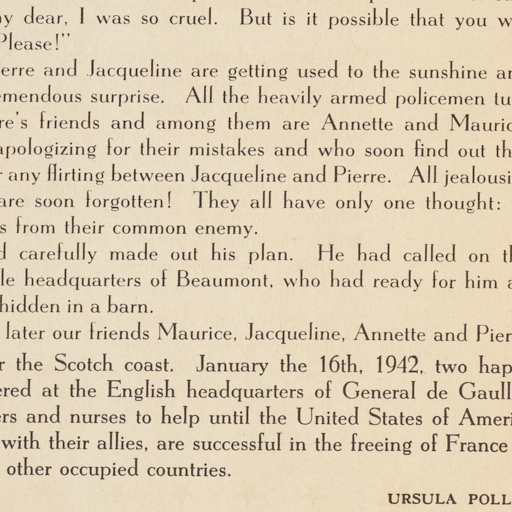 y dear, I was so cruel. But is it possible that you w
Please!"
erre and Jacqueline are getting used to the sunshine a
emendous surprise. All the heavily armed policemen tu
re's friends and among them are Annette and Mauric
apologizing for their mistakes and who soon find out th
any flirting between Jacqueline and Pierre. All jealousi
are soon forgotten! They all have only one thought:
s from their common enemy.
d carefully made out his plan. He had called on t
le headquarters of Beaumont, who had ready for him a
hidden in a barn.
later our friends Maurice, Jacqueline, Annette and Pier
r the Scotch coast. January the 16th, 1942, two hap
ered at the English headquarters of General de Gaull
ers and nurses to help until the United States of Ameri
with their allies, are successful in the freeing of France
other occupied countries.
URSULA POLL